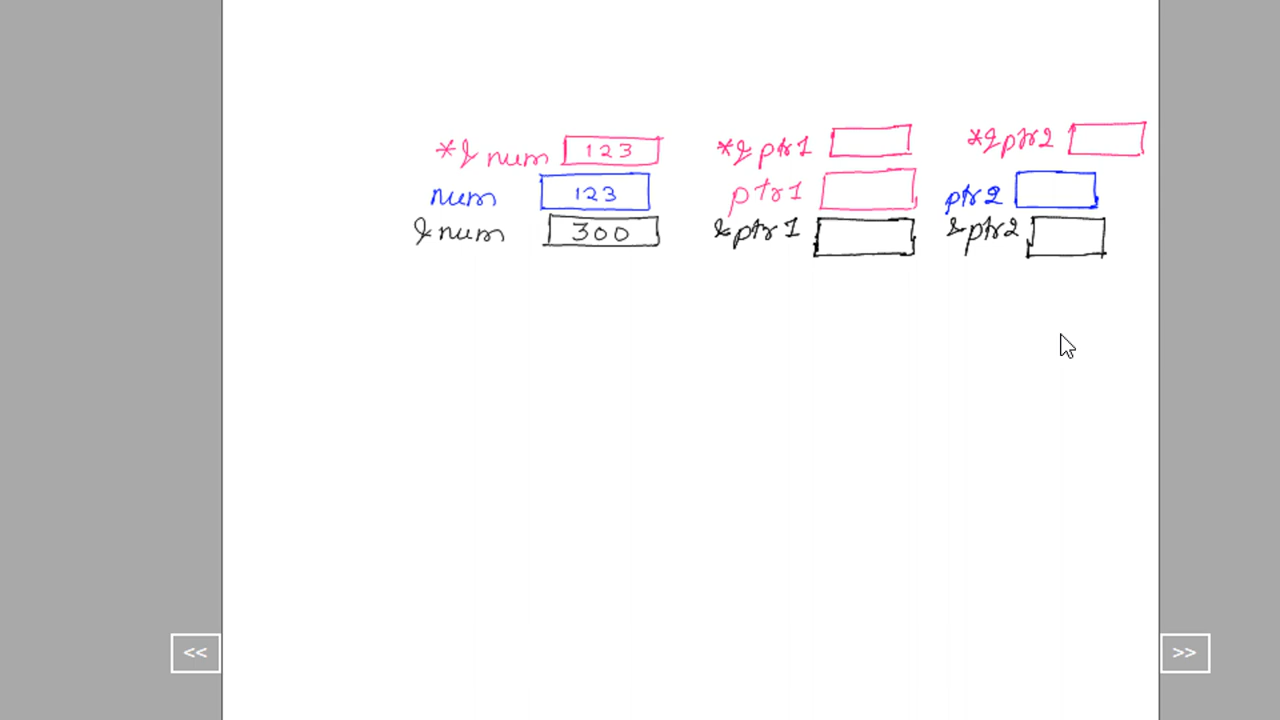 *& num 123 *& ptr1 *&ptr2
num 123 ptr1 ptr2
& num 300 &ptr1 &ptr2
<< >>